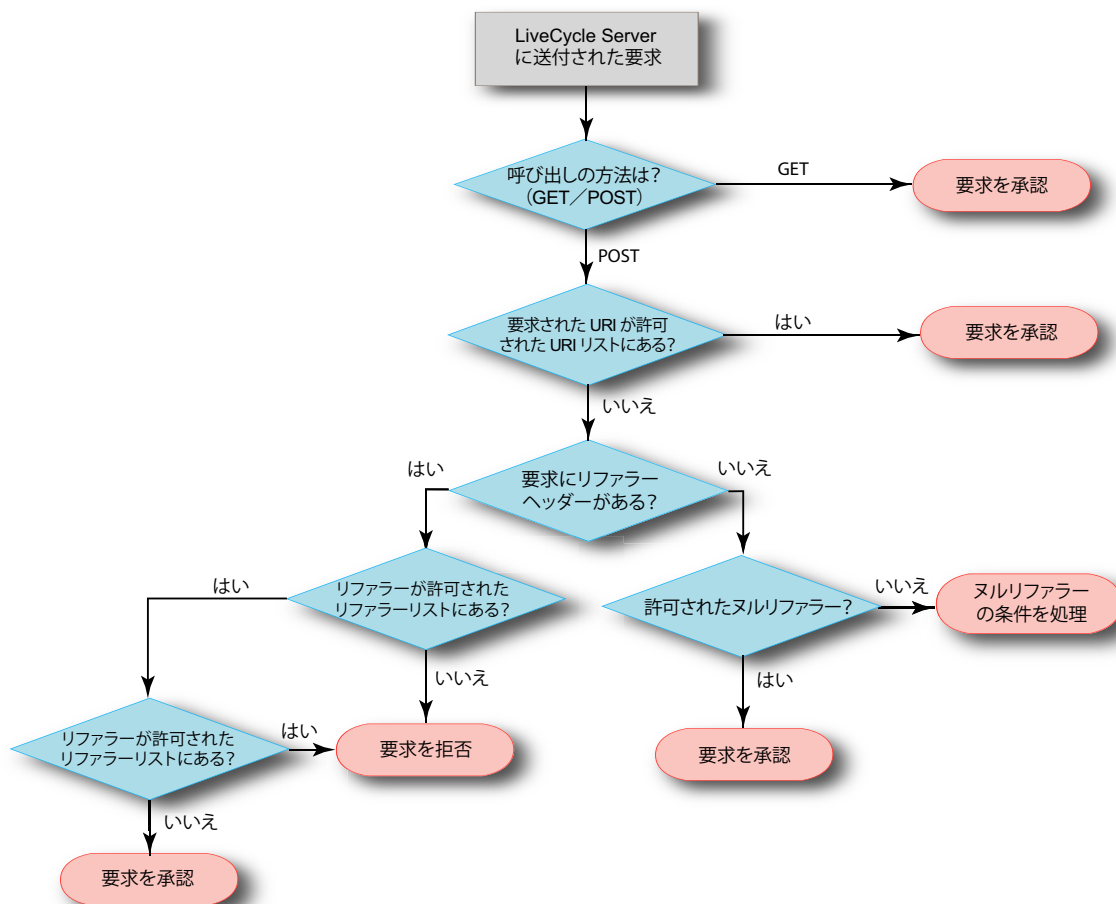 LiveCycle Server
に送付された要求
呼び出しの方法は？
（GET／POST）
GET
要求を承認
POST
要求された URI が許可
された URI リストにある？
はい
要求を承認
いいえ
要求にリファラー
ヘッダーがある？
はい
いいえ
リファラーが許可された
リファラーリストにある？
はい
いいえ
許可されたヌルリファラー？
いいえ
ヌルリファラー
の条件を処理
はい
要求を承認
リファラーが許可された
リファラーリストにある？
はい
要求を拒否
いいえ
要求を承認